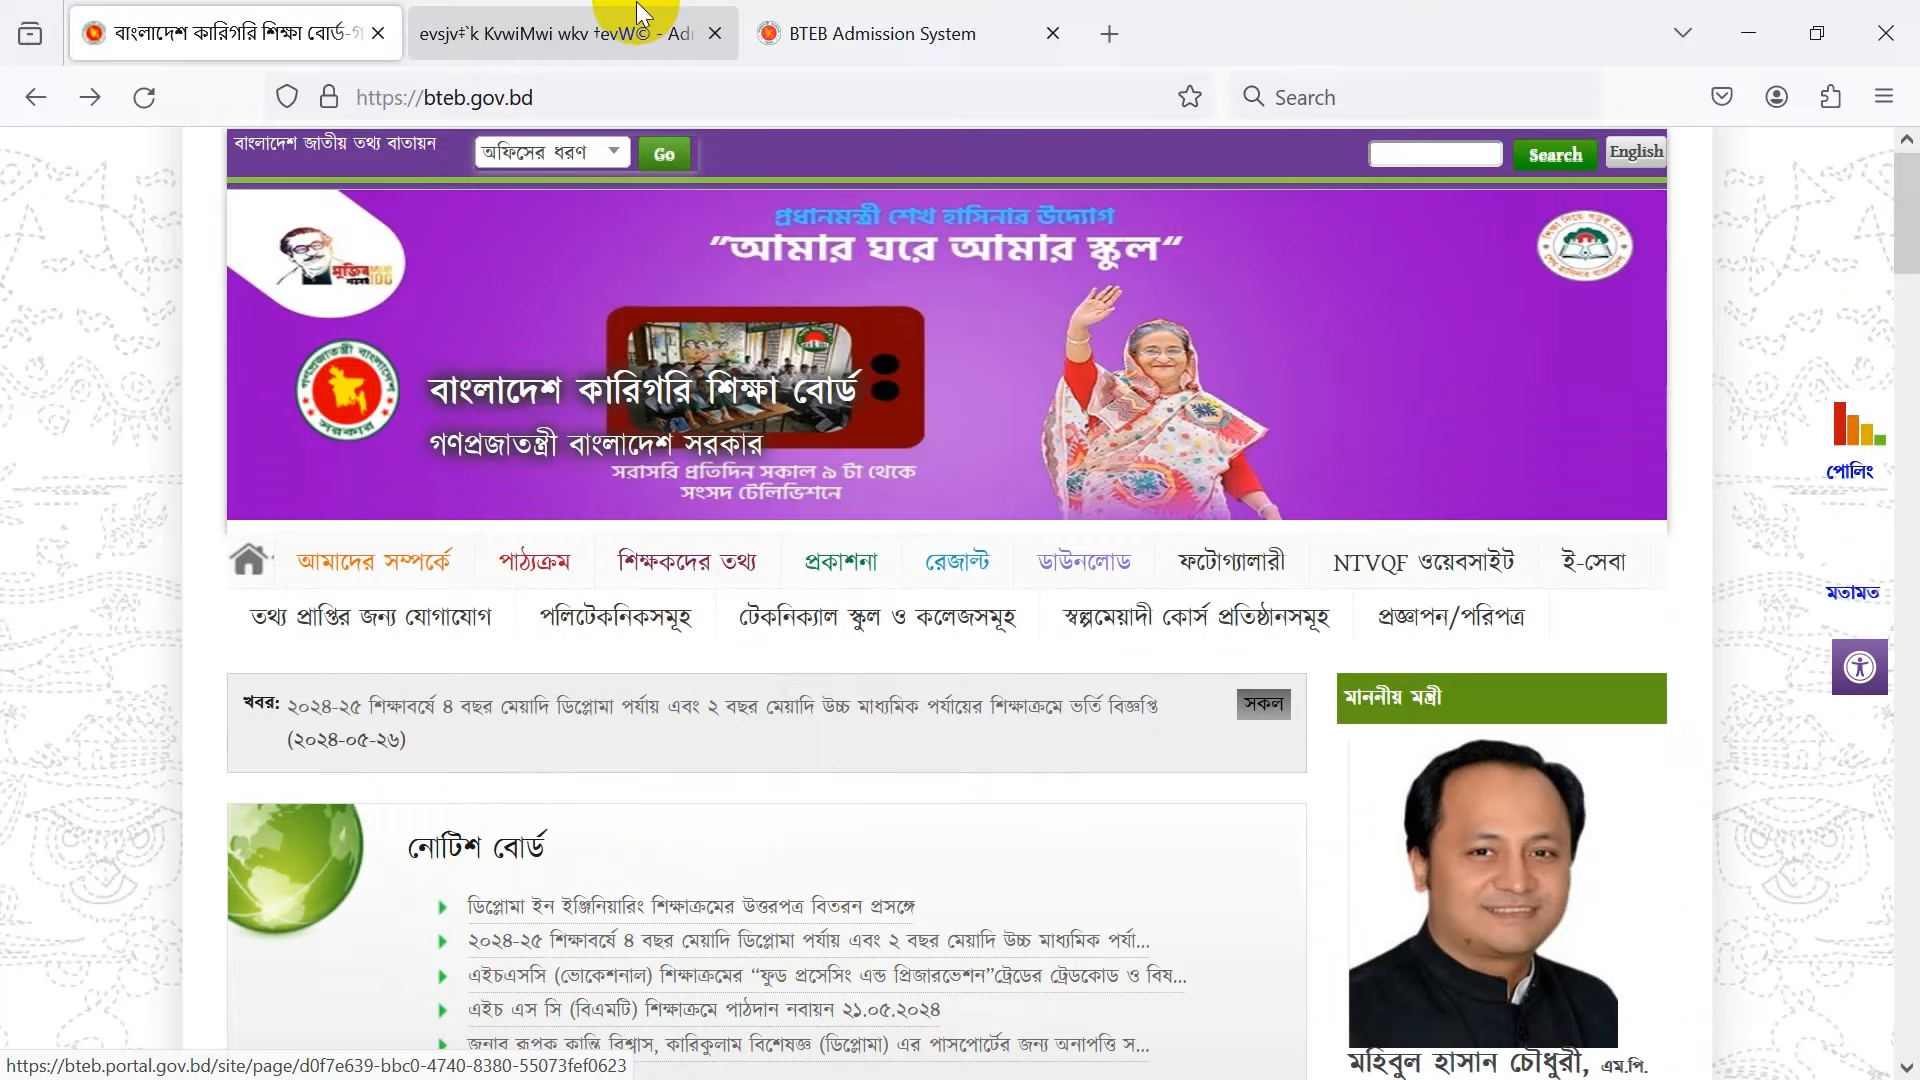 বাংলাদেশ কারিগরি শিক্ষা বোর্ড-গ
evsjv‡`k KvwiMwi wkv †evW© - Adr
BTEB Admission System
https://bteb.gov.bd
Search
বাংলাদেশ জাতীয় তথ্য বাতায়ন
অফিসের ধরণ
Go
Search
English
প্রধানমন্ত্রী শেখ হাসিনার উদ্যোগ
"আমার ঘরে আমার স্কুল"
বাংলাদেশ কারিগরি শিক্ষা বোর্ড
গণপ্রজাতন্ত্রী বাংলাদেশ সরকার
সরাসরি প্রতিদিন সকাল ৯ টা থেকে
সংসদ টেলিভিশনে
পোলিং
আমাদের সম্পর্কে
পাঠ্যক্রম
শিক্ষকদের তথ্য
প্রকাশনা
রেজাল্ট
ডাউনলোড
ফটোগ্যালারী
NTVQF ওয়েবসাইট
ই-সেবা
মতামত
তথ্য প্রাপ্তির জন্য যোগাযোগ
পলিটেকনিকসমূহ
টেকনিক্যাল স্কুল ও কলেজসমূহ
স্বল্পমেয়াদী কোর্স প্রতিষ্ঠানসমূহ
প্রজ্ঞাপন/পরিপত্র
খবর: ২০২৪-২৫ শিক্ষাবর্ষে ৪ বছর মেয়াদি ডিপ্লোমা পর্যায় এবং ২ বছর মেয়াদি উচ্চ মাধ্যমিক পর্যায়ের শিক্ষাক্রমে ভর্তি বিজ্ঞপ্তি
(২০২৪-০৫-২৬)
সকল
মাননীয় মন্ত্রী
নোটিশ বোর্ড
ডিপ্লোমা ইন ইঞ্জিনিয়ারিং শিক্ষাক্রমের উত্তরপত্র বিতরন প্রসঙ্গে
২০২৪-২৫ শিক্ষাবর্ষে ৪ বছর মেয়াদি ডিপ্লোমা পর্যায় এবং ২ বছর মেয়াদি উচ্চ মাধ্যমিক পর্যা...
এইচএসসি (ভোকেশনাল) শিক্ষাক্রমের “ফুড প্রসেসিং এন্ড প্রিজারভেশন”ট্রেডের ট্রেডকোড ও বিষ...
এইচ এস সি (বিএমটি) শিক্ষাক্রমে পাঠদান নবায়ন ২১.০৫.২০২৪
জনাব রূপক কান্তি বিশ্বাস, কারিকুলাম বিশেষজ্ঞ (ডিপ্লোমা) এর পাসপোর্টের জন্য অনাপত্তি স...
মহিবুল হাসান চৌধুরী, এম.পি.
https://bteb.portal.gov.bd/site/page/d0f7e639-bbc0-4740-8380-55073fef0623